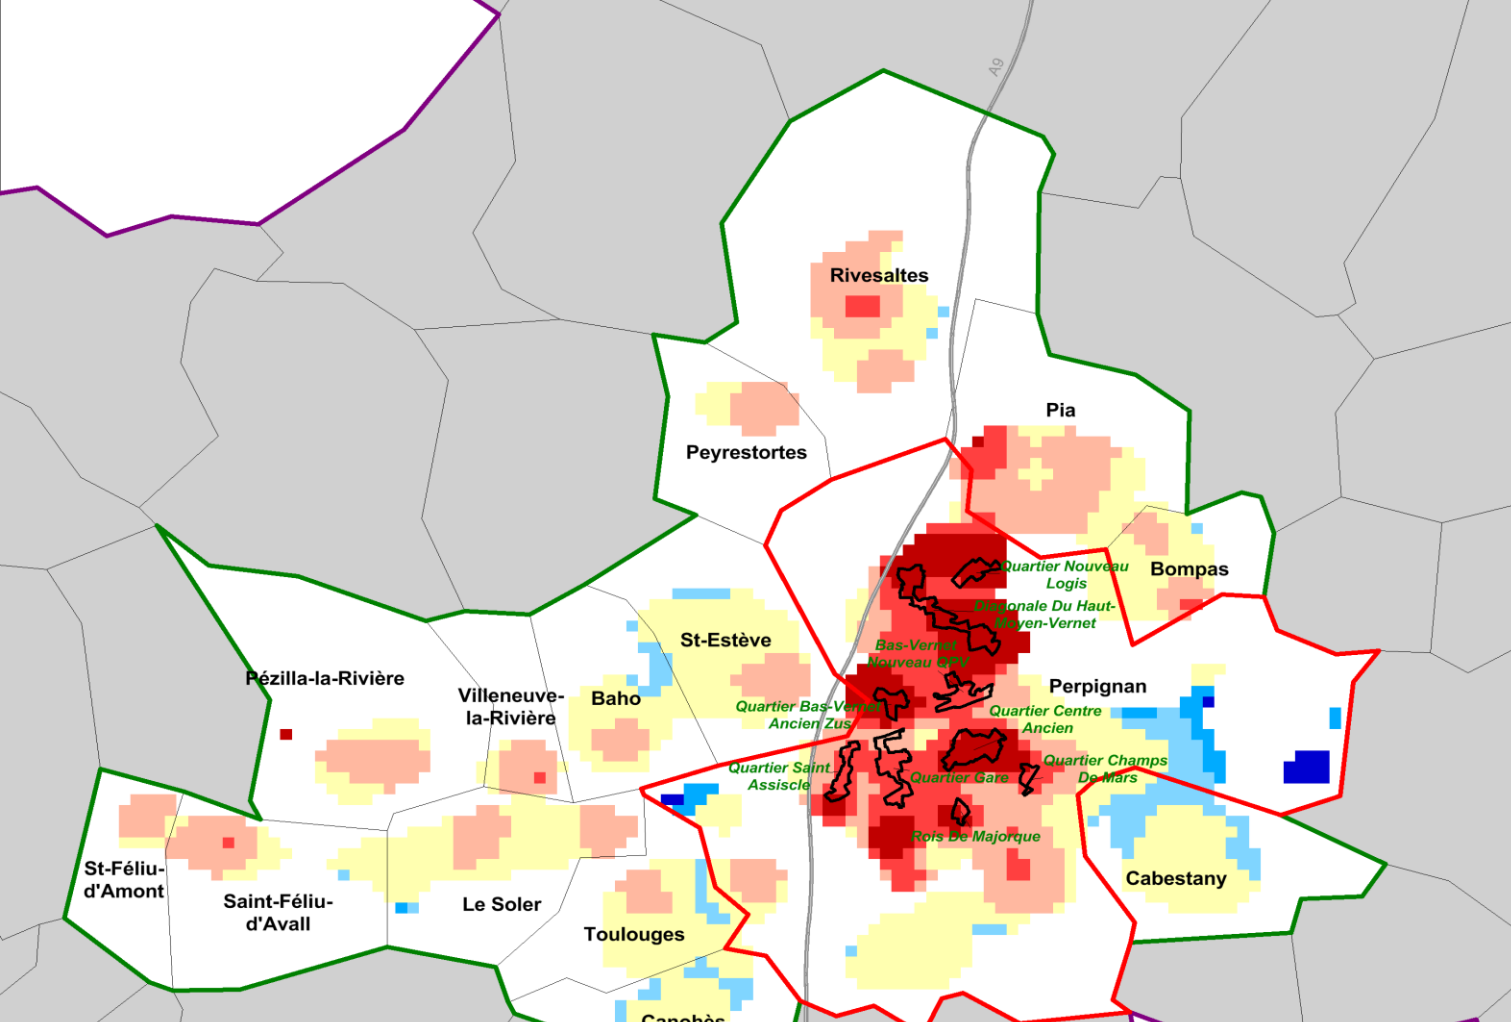 A9
Rivesaltes
Pia
Peyrestortes
Quartier Nouveau
Logis
Bompas
Diagonale Du Haut-
Moyen-Vernet
St-Estève
Bas-Vernet
Nouveau QPV
Pézilla-la-Rivière
Villeneuve-
la-Rivière
Baho
Perpignan
Quartier Bas-Vernet
Ancien Zus
Quartier Centre
Ancien
Quartier Saint
Assiscle
Quartier Gare
Quartier Champs
De Mars
Rois De Majorque
St-Féliu-
d'Amont
Saint-Féliu-
d'Avall
Le Soler
Cabestany
Toulouges
Canohès